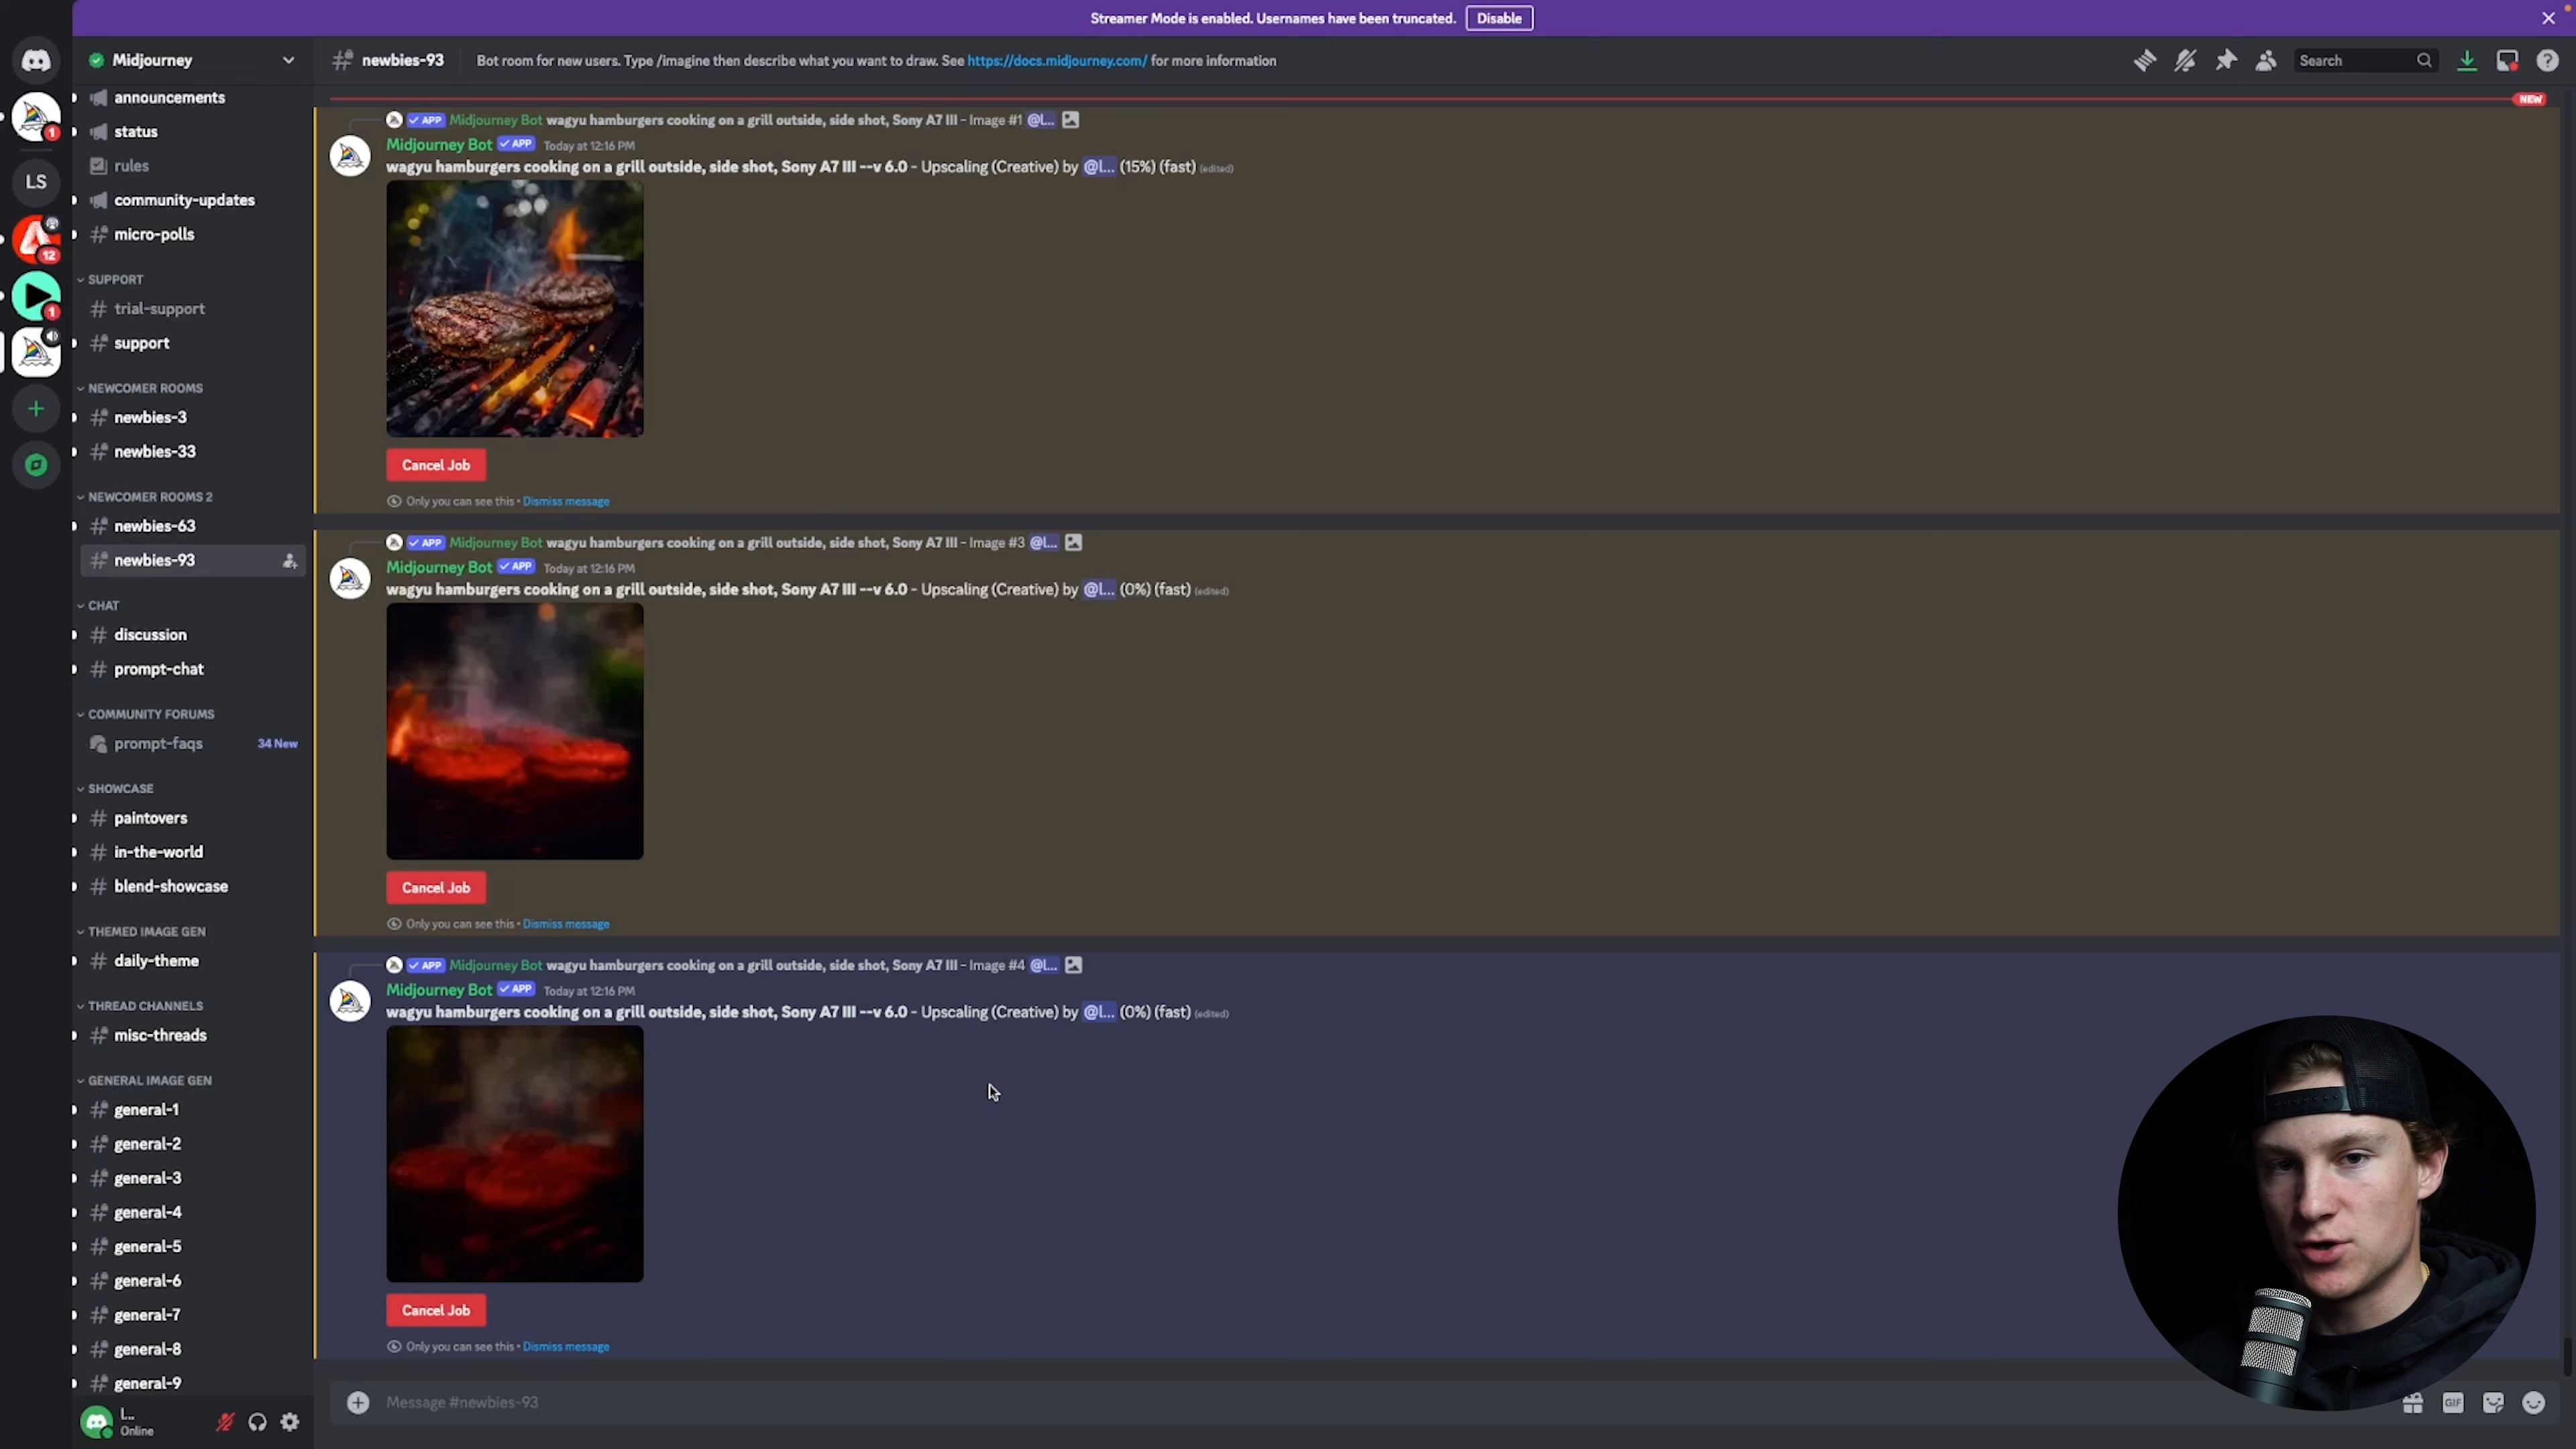 Streamer Mode is enabled. Usernames have been truncated. Disable
Midjourney
newbies-93
Bot room for new users. Type /imagine then describe what you want to draw. See https://docs.midjourney.com/ for more information
Search
1
LS
12
1
announcements
status
rules
community-updates
micro-polls
SUPPORT
trial-support
support
NEWCOMER ROOMS
newbies-3
newbies-33
NEWCOMER ROOMS 2
newbies-63
newbies-93
CHAT
discussion
prompt-chat
COMMUNITY FORUMS
prompt-faqs 34 New
SHOWCASE
paintovers
in-the-world
blend-showcase
THEMED IMAGE GEN
daily-theme
THREAD CHANNELS
misc-threads
GENERAL IMAGE GEN
general-1
general-2
general-3
general-4
general-5
general-6
general-7
general-8
general-9
l...
Online
NEW
APP Midjourney Bot wagyu hamburgers cooking on a grill outside, side shot, Sony A7 III - Image #1 @l...
Midjourney Bot APP Today at 12:16 PM
wagyu hamburgers cooking on a grill outside, side shot, Sony A7 III --v 6.0 - Upscaling (Creative) by @l... (15%) (fast) (edited)
Cancel Job
Only you can see this • Dismiss message
APP Midjourney Bot wagyu hamburgers cooking on a grill outside, side shot, Sony A7 III - Image #3 @l...
Midjourney Bot APP Today at 12:16 PM
wagyu hamburgers cooking on a grill outside, side shot, Sony A7 III --v 6.0 - Upscaling (Creative) by @l... (0%) (fast) (edited)
Cancel Job
Only you can see this • Dismiss message
APP Midjourney Bot wagyu hamburgers cooking on a grill outside, side shot, Sony A7 III - Image #4 @l...
Midjourney Bot APP Today at 12:16 PM
wagyu hamburgers cooking on a grill outside, side shot, Sony A7 III --v 6.0 - Upscaling (Creative) by @l... (0%) (fast) (edited)
Cancel Job
Only you can see this • Dismiss message
Message #newbies-93
GIF